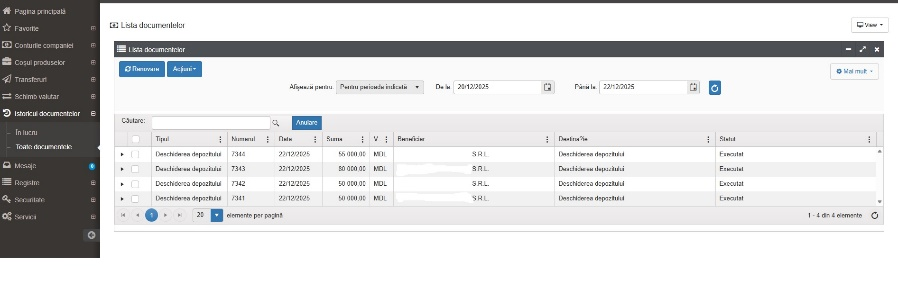 Pagina principală
Favorite
Conturile companiei
Coșul produselor
Transferuri
Schimb valutar
Istoricul documentelor
În lucru
Toate documentele
Mesaje 0
Registre
Securitate
Servicii
Lista documentelor
View
Lista documentelor
Renovare Acțiuni
Mai mult
Afișează pentru: Pentru perioada indicată De la 20/12/2025 Până la: 22/12/2025
Căutare: Anulare
Tipul Numarul Data Suma V Beneficiar Destina?ie Statut
Deschiderea depozitului 7344 22/12/2025 55 000,00 MDL S.R.L. Deschiderea depozitului Executat
Deschiderea depozitului 7343 22/12/2025 80 000,00 MDL S.R.L. Deschiderea depozitului Executat
Deschiderea depozitului 7342 22/12/2025 50 000,00 MDL S.R.L. Deschiderea depozitului Executat
Deschiderea depozitului 7341 22/12/2025 50 000,00 MDL S.R.L. Deschiderea depozitului Executat
1 20 elemente per pagină 1 - 4 din 4 elemente